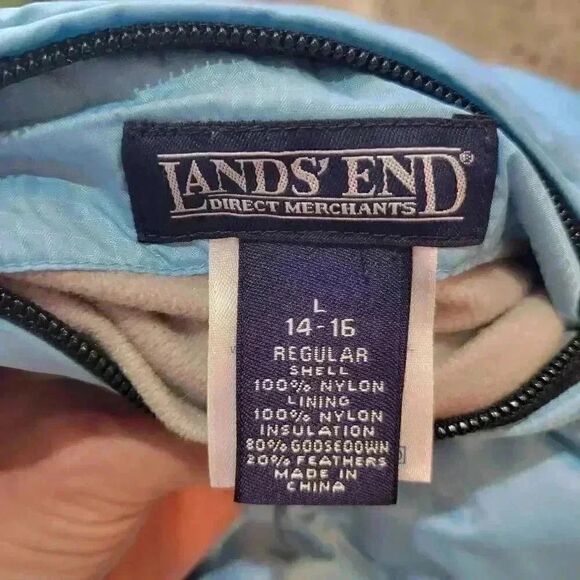 LANDS' END®
DIRECT MERCHANTS
L
14-16
REGULAR
SHELL
100% NYLON
LINING
100% NYLON
INSULATION
80% GOOSEDOWN
20% FEATHERS
MADE IN
CHINA